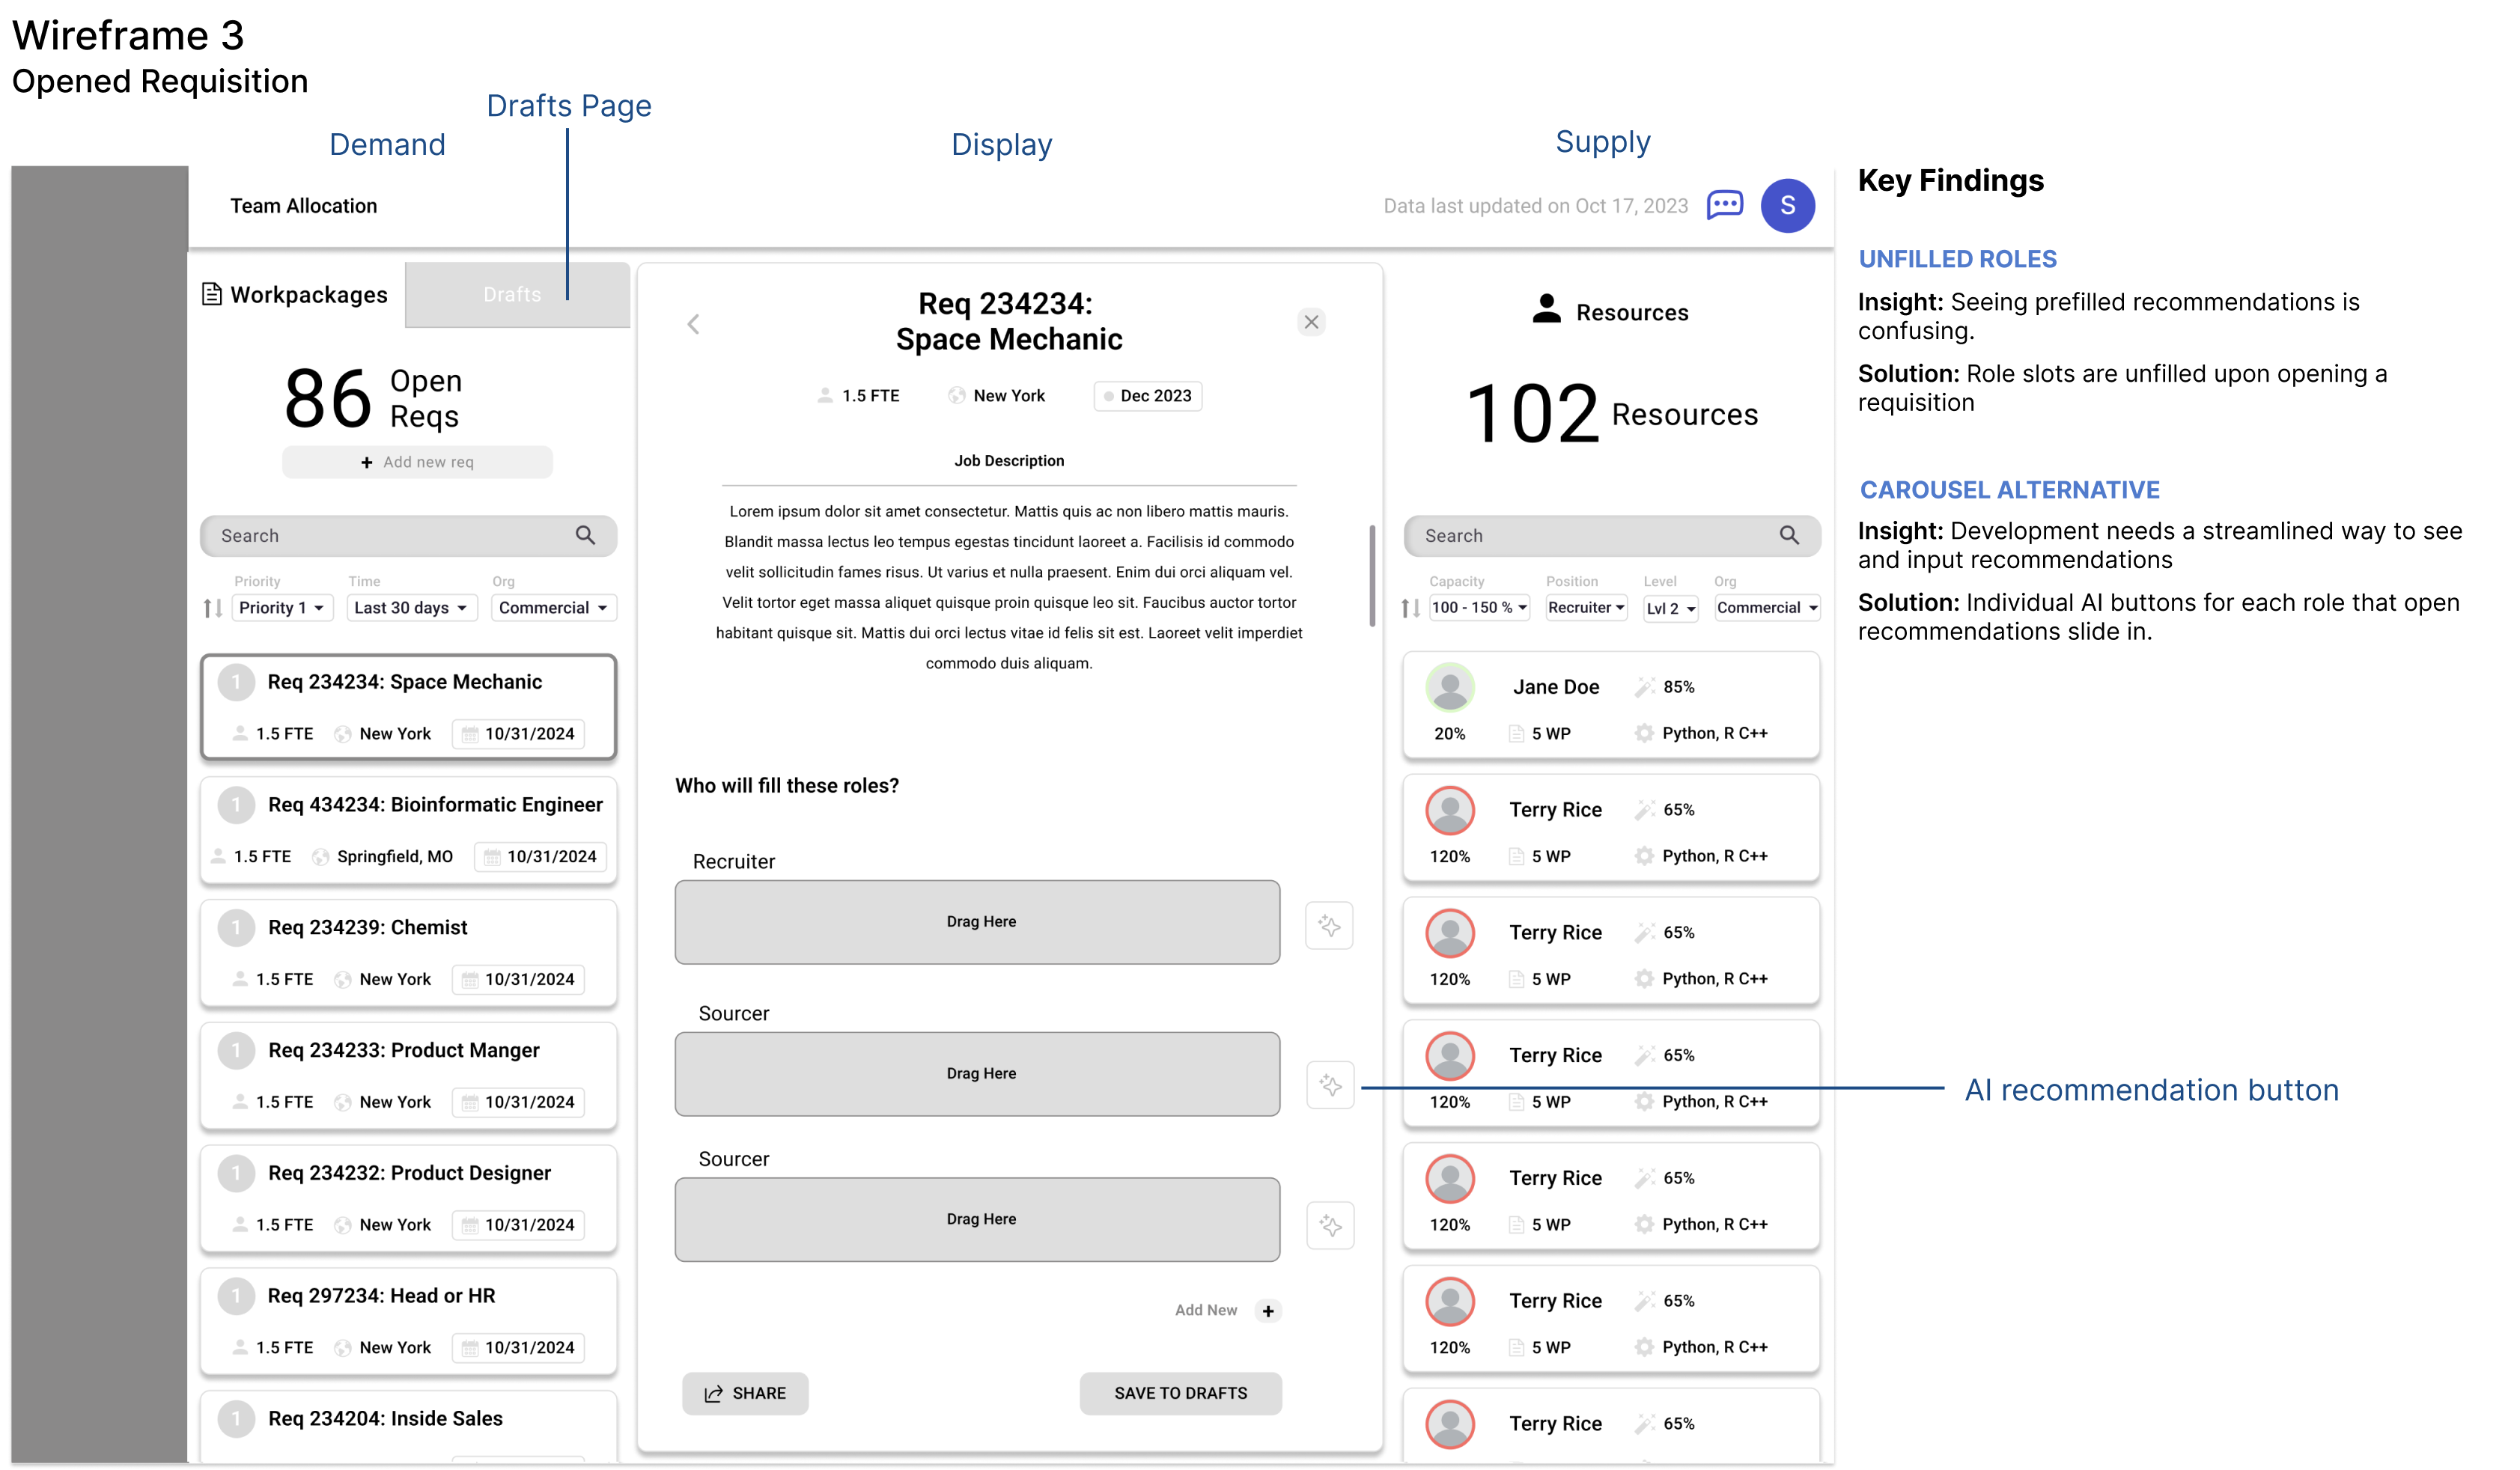 Wireframe 3
Opened Requisition
Drafts Page
Demand
Display
Supply
Team Allocation
Data last updated on Oct 17, 2023
S
Workpackages
Drafts
86
Open
Reqs
+ Add new req
Search
Priority
Time
Org
Priority 1
Last 30 days
Commercial
1
Req 234234: Space Mechanic
1.5 FTE
New York
10/31/2024
1
Req 434234: Bioinformatic Engineer
1.5 FTE
Springfield, MO
10/31/2024
1
Req 234239: Chemist
1.5 FTE
New York
10/31/2024
1
Req 234233: Product Manger
1.5 FTE
New York
10/31/2024
1
Req 234232: Product Designer
1.5 FTE
New York
10/31/2024
1
Req 297234: Head or HR
1.5 FTE
New York
10/31/2024
1
Req 234204: Inside Sales
Req 234234:
Space Mechanic
1.5 FTE
New York
Dec 2023
Job Description
Lorem ipsum dolor sit amet consectetur. Mattis quis ac non libero mattis mauris.
Blandit massa lectus leo tempus egestas tincidunt laoreet a. Facilisis id commodo
velit sollicitudin fames risus. Ut varius et nulla praesent. Enim dui orci aliquam vel.
Velit tortor eget massa aliquet quisque proin quisque leo sit. Faucibus auctor tortor
habitant quisque sit. Mattis dui orci lectus vitae id felis sit est. Laoreet velit imperdiet
commodo duis aliquam.
Who will fill these roles?
Recruiter
Drag Here
Sourcer
Drag Here
Sourcer
Drag Here
Add New +
SHARE
SAVE TO DRAFTS
Resources
102
Resources
Search
Capacity
Position
Level
Org
100 - 150 %
Recruiter
Lvl 2
Commercial
Jane Doe
85%
20%
5 WP
Python, R C++
Terry Rice
65%
120%
5 WP
Python, R C++
Terry Rice
65%
120%
5 WP
Python, R C++
Terry Rice
65%
120%
5 WP
Python, R C++
Terry Rice
65%
120%
5 WP
Python, R C++
Terry Rice
65%
120%
5 WP
Python, R C++
Terry Rice
65%
Key Findings
UNFILLED ROLES
Insight: Seeing prefilled recommendations is
confusing.
Solution: Role slots are unfilled upon opening a
requisition
CAROUSEL ALTERNATIVE
Insight: Development needs a streamlined way to see
and input recommendations
Solution: Individual AI buttons for each role that open
recommendations slide in.
AI recommendation button